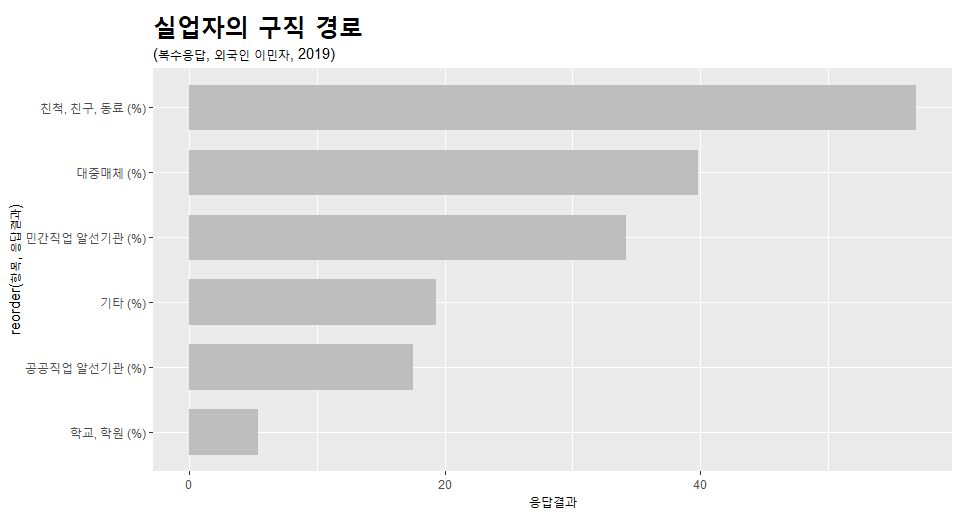 실업자의 구직 경로
(복수응답, 외국인 이민자, 2019)
reorder(항목, 응답결과)
친척, 친구, 동료 (%)
대중매체 (%)
민간직업 알선기관 (%)
기타 (%)
공공직업 알선기관 (%)
학교, 학원 (%)
0 20 40
응답결과